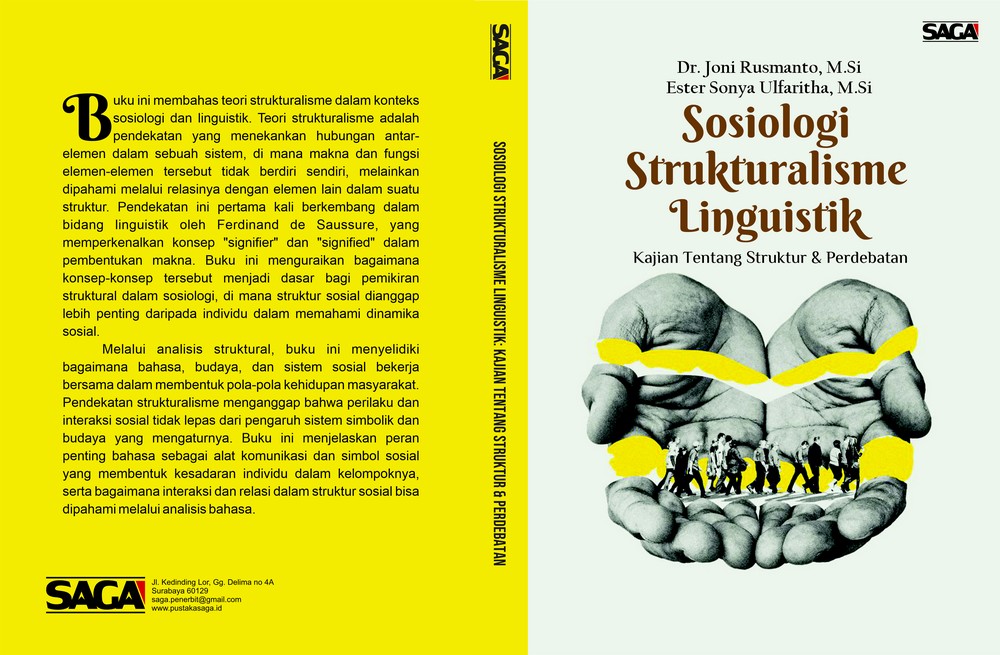 Buku ini membahas teori strukturalisme dalam konteks
sosiologi dan linguistik. Teori strukturalisme adalah
pendekatan yang menekankan hubungan antar-
elemen dalam sebuah sistem, di mana makna dan fungsi
elemen-elemen tersebut tidak berdiri sendiri, melainkan
dipahami melalui relasinya dengan elemen lain dalam suatu
struktur. Pendekatan ini pertama kali berkembang dalam
bidang linguistik oleh Ferdinand de Saussure, yang
memperkenalkan konsep "signifier" dan "signified" dalam
pembentukan makna. Buku ini menguraikan bagaimana
konsep-konsep tersebut menjadi dasar bagi pemikiran
struktural dalam sosiologi, di mana struktur sosial dianggap
lebih penting daripada individu dalam memahami dinamika
sosial.
Melalui analisis struktural, buku ini menyelidiki
bagaimana bahasa, budaya, dan sistem sosial bekerja
bersama dalam membentuk pola-pola kehidupan masyarakat.
Pendekatan strukturalisme menganggap bahwa perilaku dan
interaksi sosial tidak lepas dari pengaruh sistem simbolik dan
budaya yang mengaturnya. Buku ini menjelaskan peran
penting bahasa sebagai alat komunikasi dan simbol sosial
yang membentuk kesadaran individu dalam kelompoknya,
serta bagaimana interaksi dan relasi dalam struktur sosial bisa
dipahami melalui analisis bahasa.
SAGA
Jl. Kedinding Lor, Gg. Delima no 4A
Surabaya 60129
saga.penerbit@gmail.com
www.pustakasaga.id
SAGA
SOSIOLOGI STRUKTURALISME LINGUISTIK: KAJIAN TENTANG STRUKTUR & PERDEBATAN
SAGA
Dr. Joni Rusmanto, M.Si
Ester Sonya Ulfaritha, M.Si
Sosiologi
Strukturalisme
Linguistik
Kajian Tentang Struktur & Perdebatan